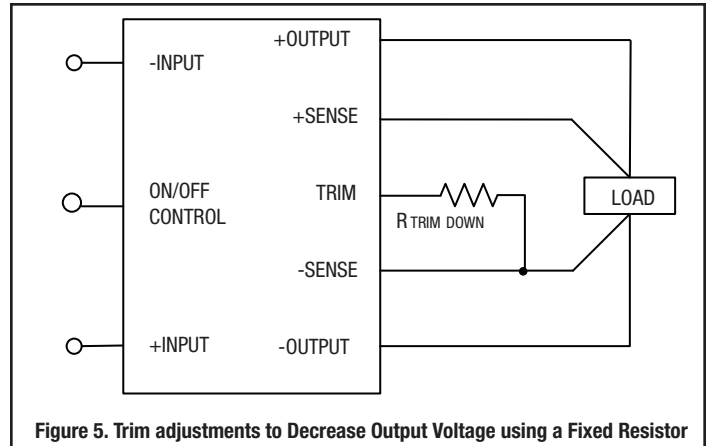 +OUTPUT
-INPUT
+SENSE
ON/OFF
CONTROL
TRIM
R TRIM DOWN
LOAD
-SENSE
+INPUT
-OUTPUT
Figure 5. Trim adjustments to Decrease Output Voltage using a Fixed Resistor